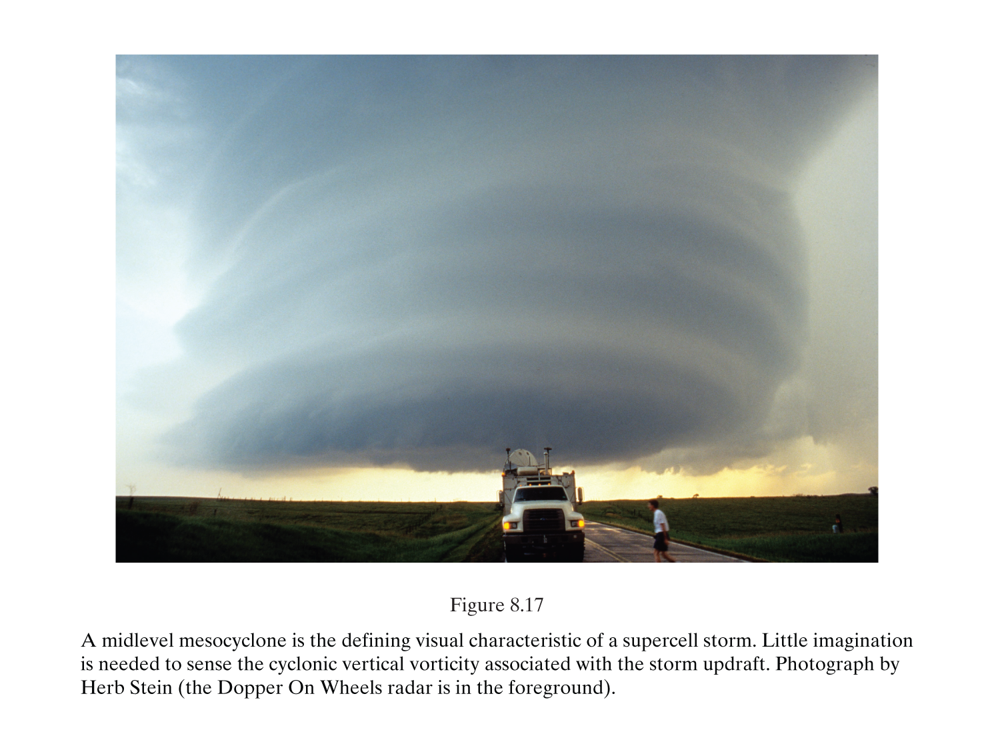 Figure 8.17
A midlevel mesocyclone is the defining visual characteristic of a supercell storm. Little imagination
is needed to sense the cyclonic vertical vorticity associated with the storm updraft. Photograph by
Herb Stein (the Dopper On Wheels radar is in the foreground).